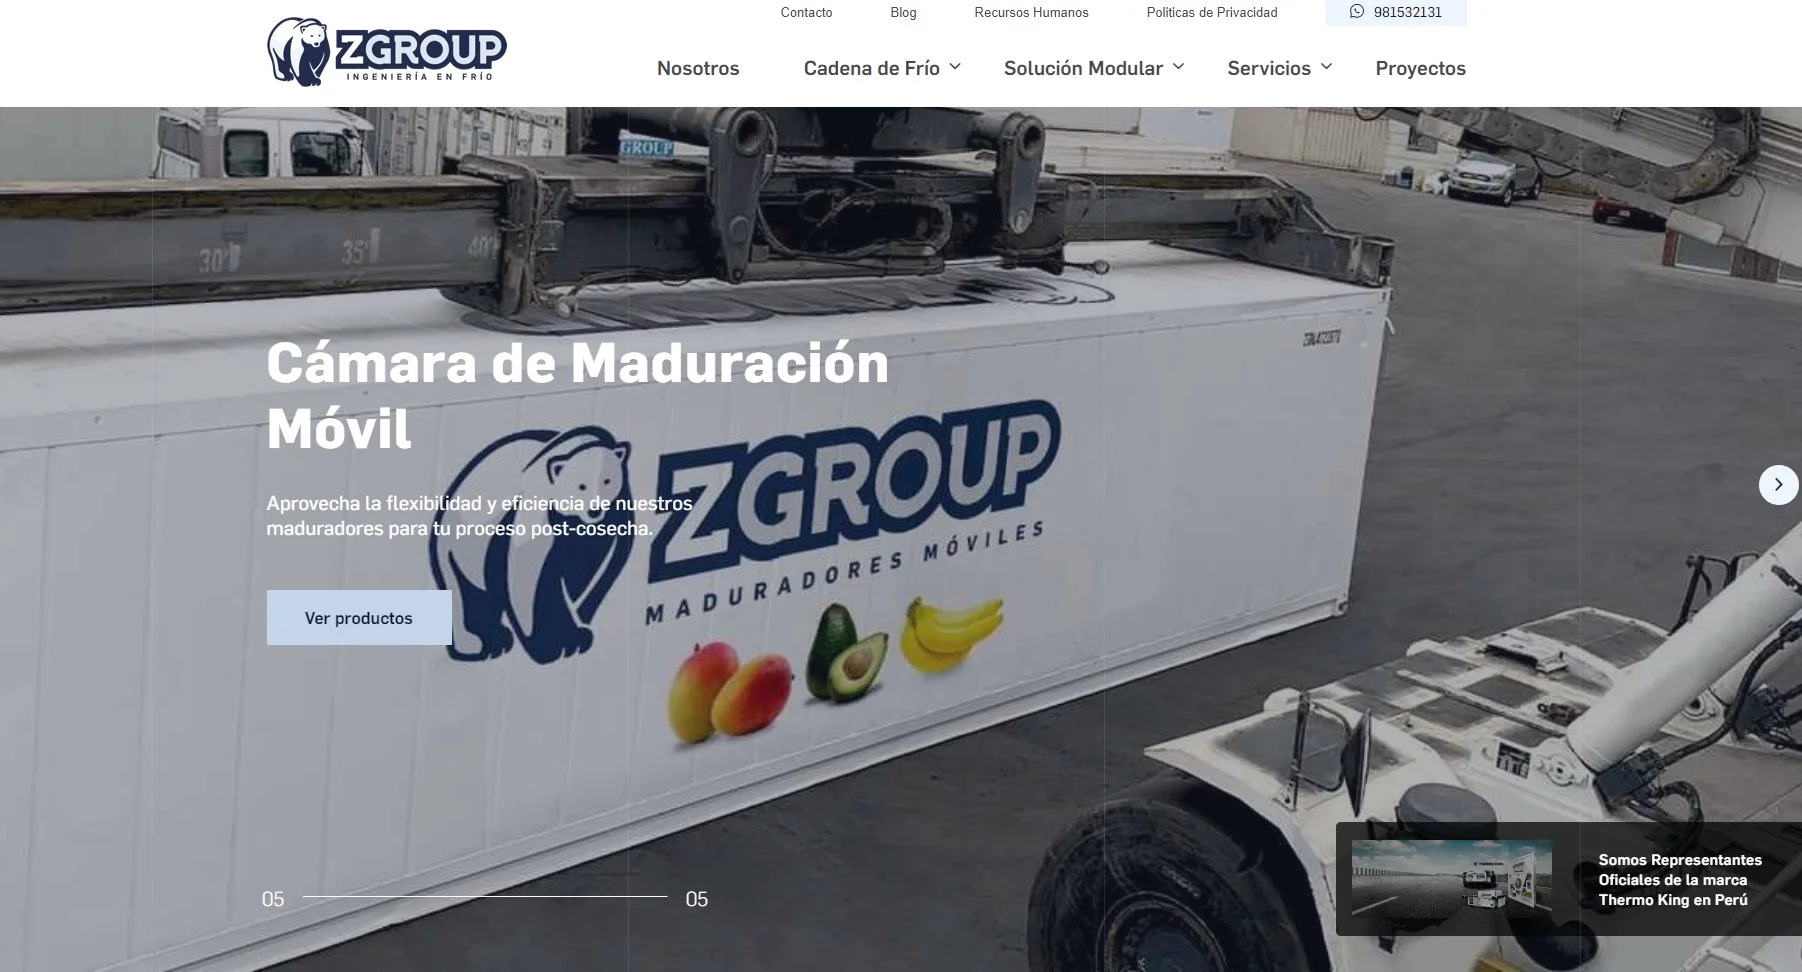 Contacto
Blog
Recursos Humanos
Politicas de Privacidad
981532131
ZGROUP
INGENIERÍA EN FRÍO
Nosotros
Cadena de Frío
Solución Modular
Servicios
Proyectos
GROUP
30'
35'
40'
Cámara de Maduración
Móvil
ZGROUP
MADURADORES MÓVILES
Aprovecha la flexibilidad y eficiencia de nuestros
maduradores para tu proceso post-cosecha.
Ver productos
05
05
Somos Representantes
Oficiales de la marca
Thermo King en Perú